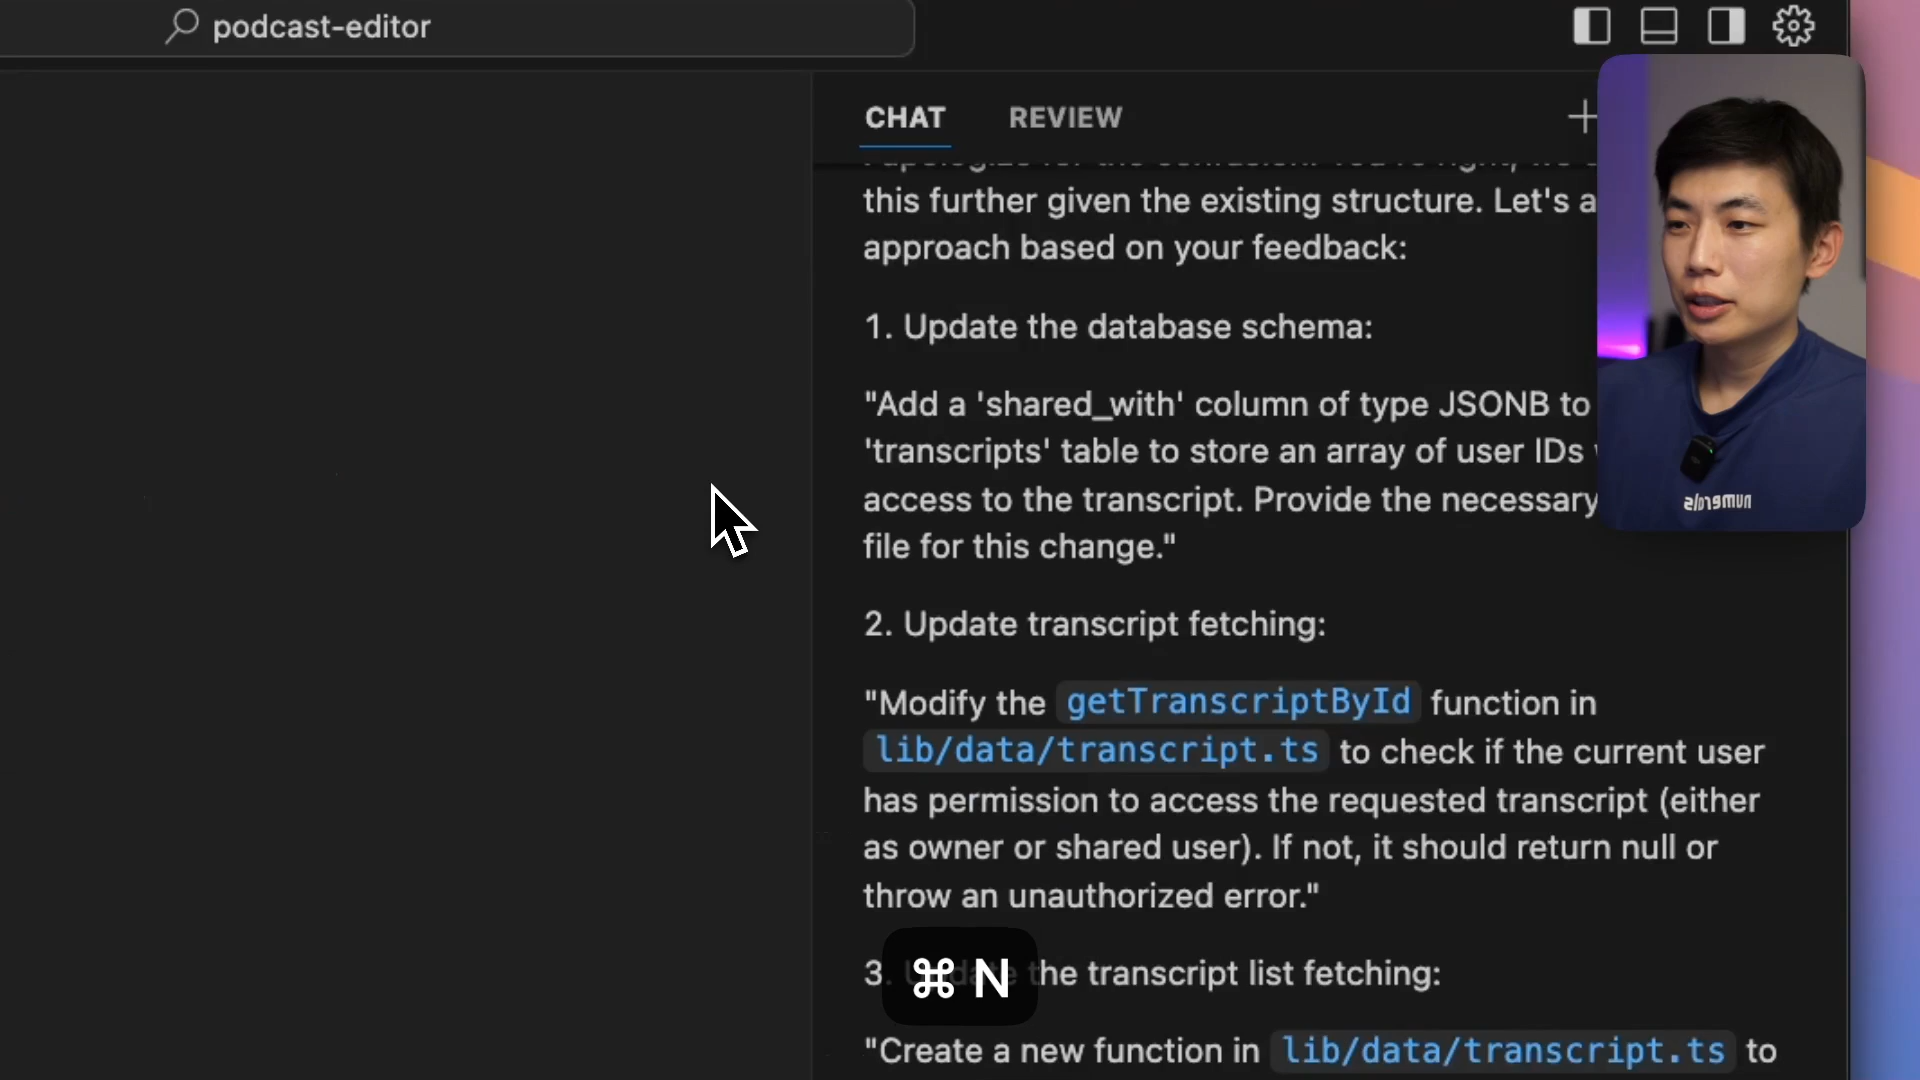 podcast-editor
CHAT REVIEW
this further given the existing structure. Let's a
approach based on your feedback:
1. Update the database schema:
"Add a 'shared_with' column of type JSONB to
'transcripts' table to store an array of user IDs
access to the transcript. Provide the necessary
file for this change."
2. Update transcript fetching:
"Modify the getTranscriptById function in
lib/data/transcript.ts to check if the current user
has permission to access the requested transcript (either
as owner or shared user). If not, it should return null or
throw an unauthorized error."
3. Update the transcript list fetching:
⌘ N
"Create a new function in lib/data/transcript.ts to
numerals